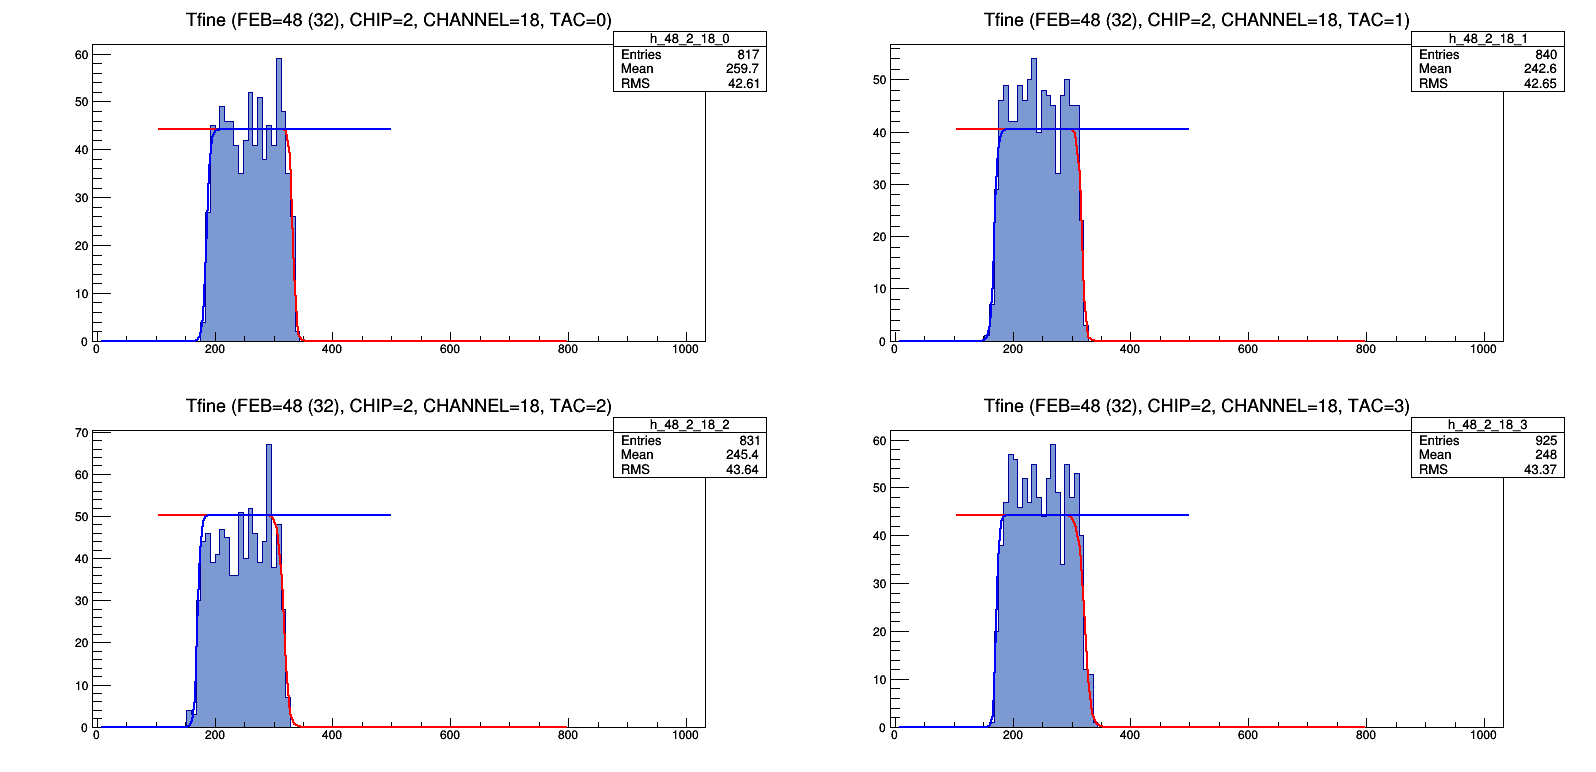 Tfine (FEB=48 (32), CHIP=2, CHANNEL=18, TAC=0)
h_48_2_18_0
Entries 817
Mean 259.7
RMS 42.61
60
50
40
30
20
10
0
0 200 400 600 800 1000
Tfine (FEB=48 (32), CHIP=2, CHANNEL=18, TAC=1)
h_48_2_18_1
Entries 840
Mean 242.6
RMS 42.65
50
40
30
20
10
0
0 200 400 600 800 1000
Tfine (FEB=48 (32), CHIP=2, CHANNEL=18, TAC=2)
h_48_2_18_2
Entries 831
Mean 245.4
RMS 43.64
70
60
50
40
30
20
10
0
0 200 400 600 800 1000
Tfine (FEB=48 (32), CHIP=2, CHANNEL=18, TAC=3)
h_48_2_18_3
Entries 925
Mean 248
RMS 43.37
60
50
40
30
20
10
0
0 200 400 600 800 1000